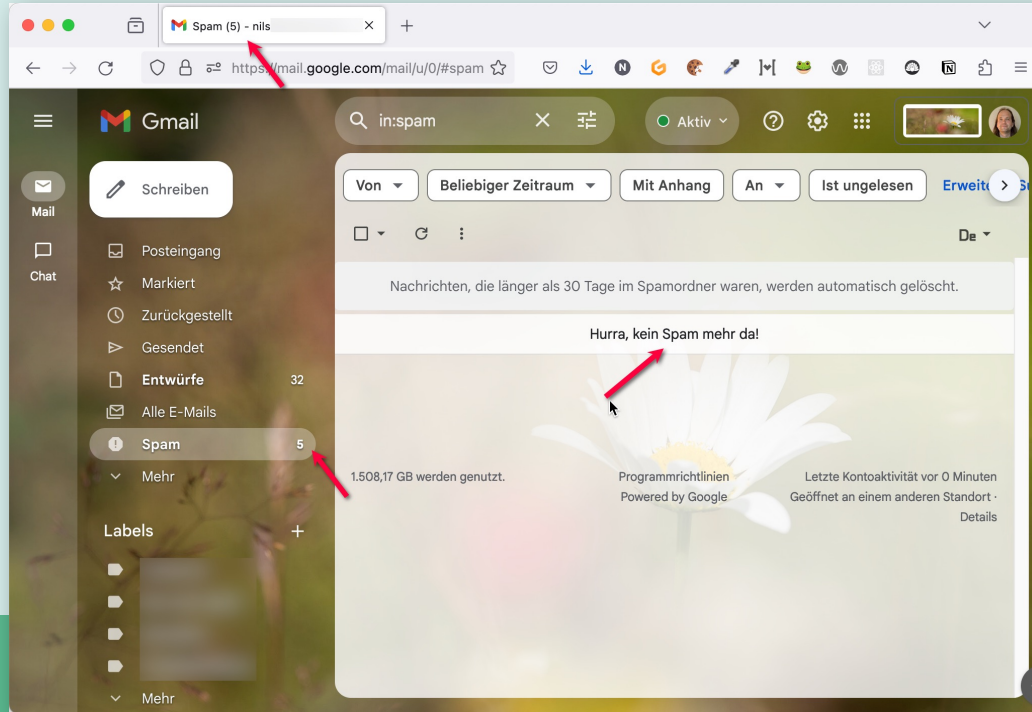 Spam (5) - nils
https://mail.google.com/mail/u/0/#spam
Gmail
in:spam
Aktiv
Mail
Chat
Schreiben
Posteingang
Markiert
Zurückgestellt
Gesendet
Entwürfe 32
Alle E-Mails
Spam 5
Mehr
Labels
Mehr
Von
Beliebiger Zeitraum
Mit Anhang
An
Ist ungelesen
De
Nachrichten, die länger als 30 Tage im Spamordner waren, werden automatisch gelöscht.
Hurra, kein Spam mehr da!
1.508,17 GB werden genutzt.
Programmrichtlinien
Powered by Google
Letzte Kontoaktivität vor 0 Minuten
Geöffnet an einem anderen Standort ·
Details